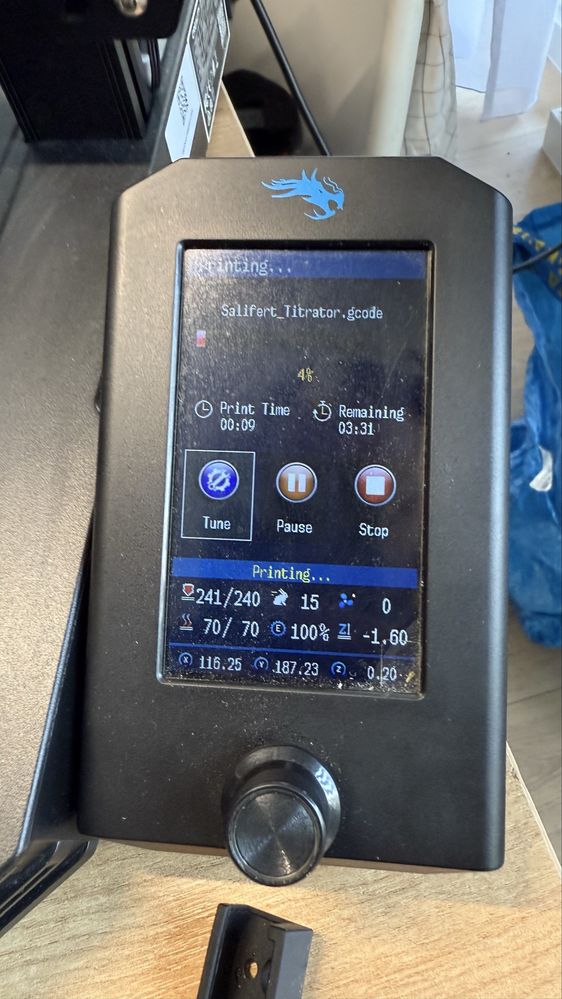 Printing...
Salifert_Titrator.gcode
4%
Print Time
00:09
Remaining
03:31
Tune
Pause
Stop
Printing...
241/240 15 0
70/ 70 E 100% Z -1.60
X 116.25 Y 187.23 Z 0.20